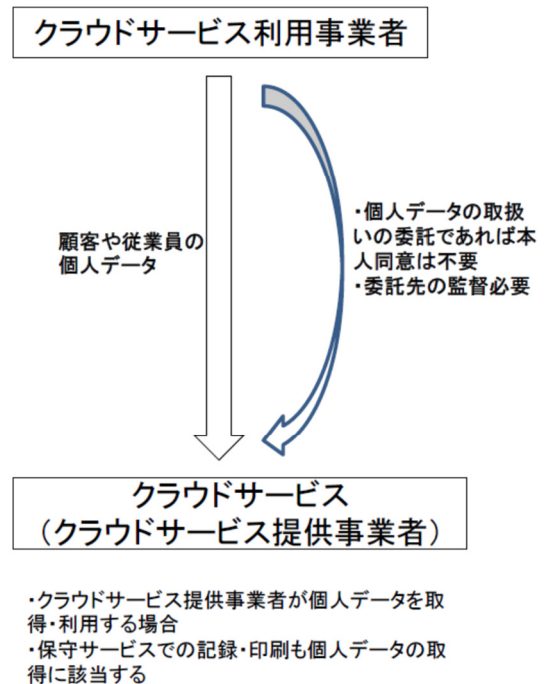 クラウドサービス利用事業者
顧客や従業員の
個人データ
・個人データの取扱
いの委託であれば本
人同意は不要
・委託先の監督必要
クラウドサービス
（クラウドサービス提供事業者）
・クラウドサービス提供事業者が個人データを取
得・利用する場合
・保守サービスでの記録・印刷も個人データの取
得に該当する